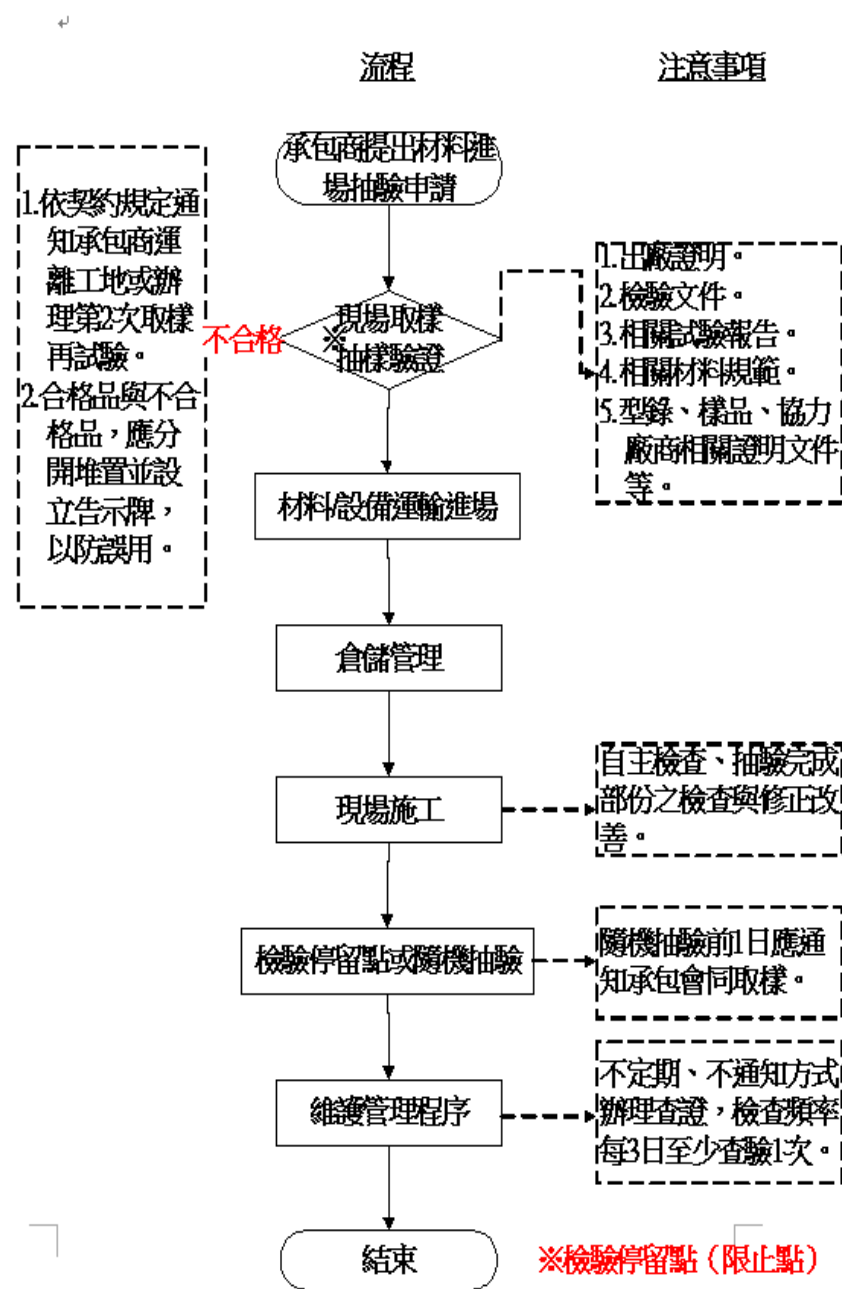 流程
注意事項
承包商提出材料進
場抽驗申請
1.依契約規定通
知承包商運
離工地或辦
理第2次取樣
再試驗。
2.合格品與不合
格品，應分
開堆置並設
立告示牌，
以防誤用。
不合格
※
現場取樣
抽樣驗證
1.出廠證明。
2.檢驗文件。
3.相關試驗報告。
4.相關材料規範。
5.型錄、樣品、協力
廠商相關證明文件
等。
材料/設備運輸進場
倉儲管理
現場施工
自主檢查、抽驗完成
部份之檢查與修正改
善。
檢驗停留點或隨機抽驗
隨機抽驗前1日應通
知承包會同取樣。
維護管理程序
不定期、不通知方式
辦理查證，檢查頻率
每3日至少查驗1次。
結束
※檢驗停留點（限止點）